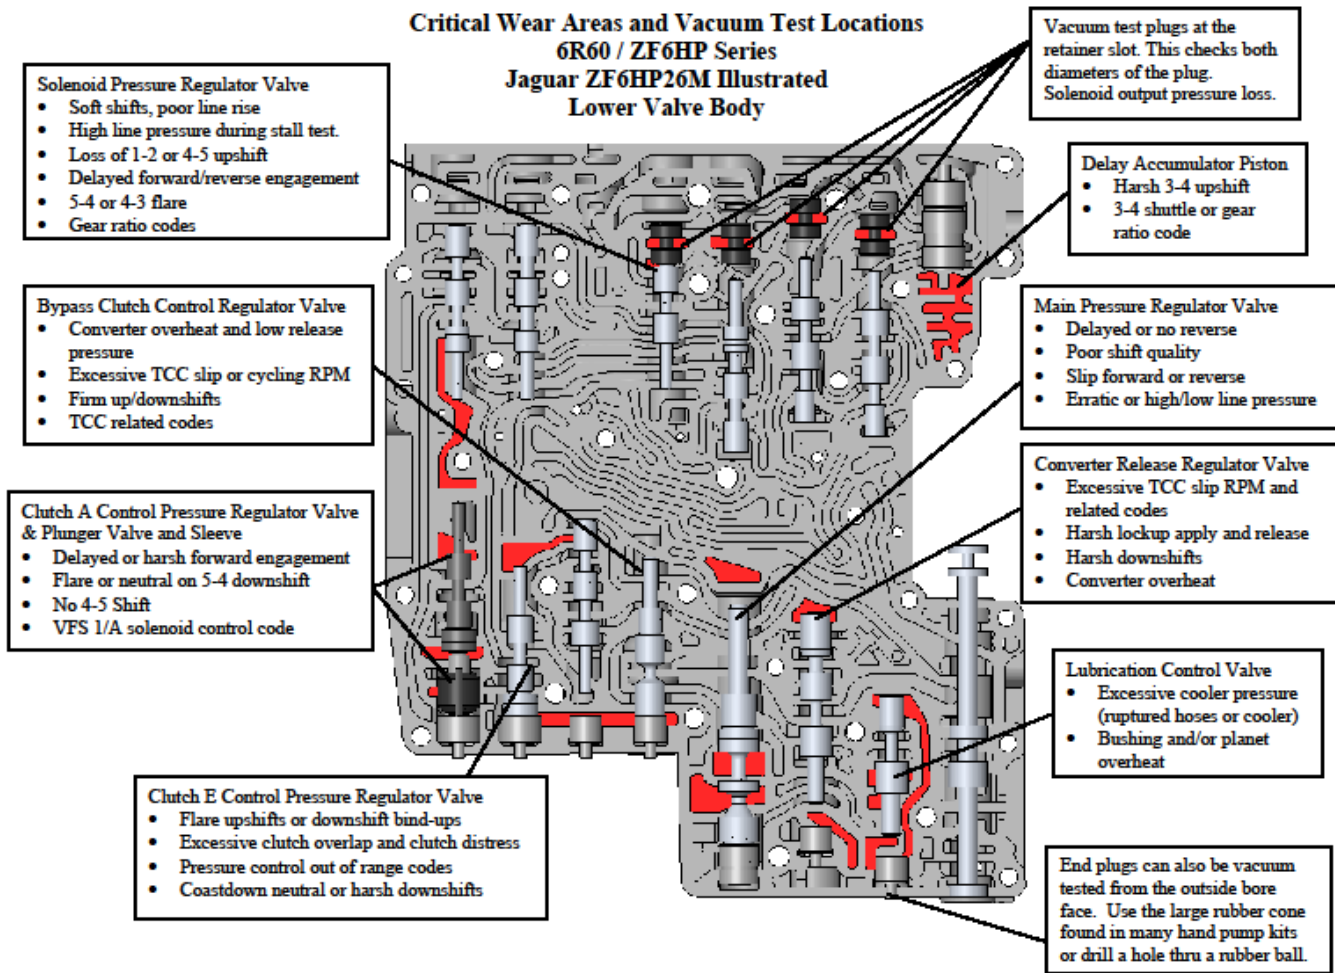 Critical Wear Areas and Vacuum Test Locations
6R60 / ZF6HP Series
Jaguar ZF6HP26M Illustrated
Lower Valve Body
Vacuum test plugs at the
retainer slot. This checks both
diameters of the plug.
Solenoid output pressure loss.
Solenoid Pressure Regulator Valve
• Soft shifts, poor line rise
• High line pressure during stall test.
• Loss of 1-2 or 4-5 upshift
• Delayed forward/reverse engagement
• 5-4 or 4-3 flare
• Gear ratio codes
Delay Accumulator Piston
• Harsh 3-4 upshift
• 3-4 shuttle or gear
ratio code
Bypass Clutch Control Regulator Valve
• Converter overheat and low release
pressure
• Excessive TCC slip or cycling RPM
• Firm up/downshifts
• TCC related codes
Main Pressure Regulator Valve
• Delayed or no reverse
• Poor shift quality
• Slip forward or reverse
• Erratic or high/low line pressure
Converter Release Regulator Valve
• Excessive TCC slip RPM and
related codes
• Harsh lockup apply and release
• Harsh downshifts
• Converter overheat
Clutch A Control Pressure Regulator Valve
& Plunger Valve and Sleeve
• Delayed or harsh forward engagement
• Flare or neutral on 5-4 downshift
• No 4-5 Shift
• VFS 1/A solenoid control code
Lubrication Control Valve
• Excessive cooler pressure
(ruptured hoses or cooler)
• Bushing and/or planet
overheat
Clutch E Control Pressure Regulator Valve
• Flare upshifts or downshift bind-ups
• Excessive clutch overlap and clutch distress
• Pressure control out of range codes
• Coastdown neutral or harsh downshifts
End plugs can also be vacuum
tested from the outside bore
face. Use the large rubber cone
found in many hand pump kits
or drill a hole thru a rubber ball.